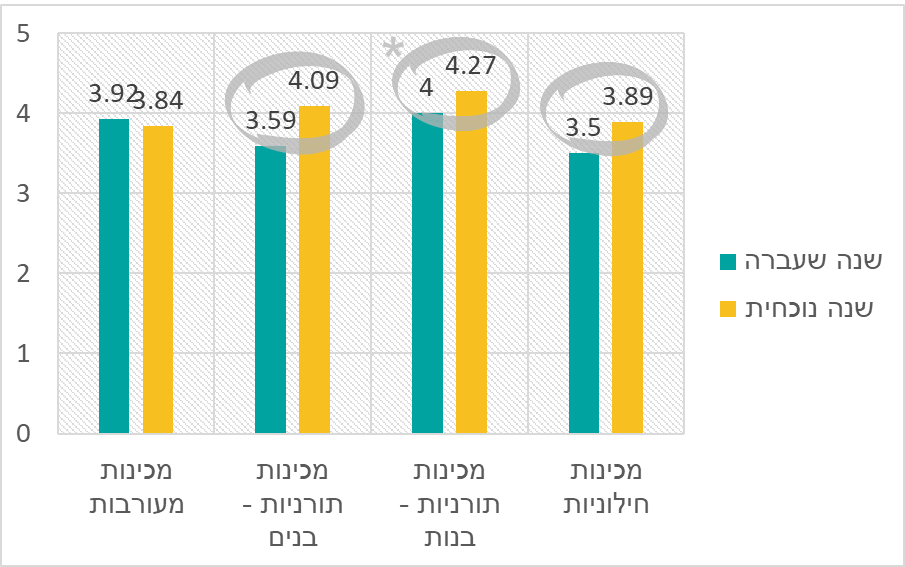 5
4
3
2
1
0
3.92
3.84
3.59
4.09
*
4
4.27
3.5
3.89
מכינות
מעורבות
מכינות
תורניות -
בנים
מכינות
תורניות -
בנות
מכינות
חילוניות
שנה שעברה
שנה נוכחית